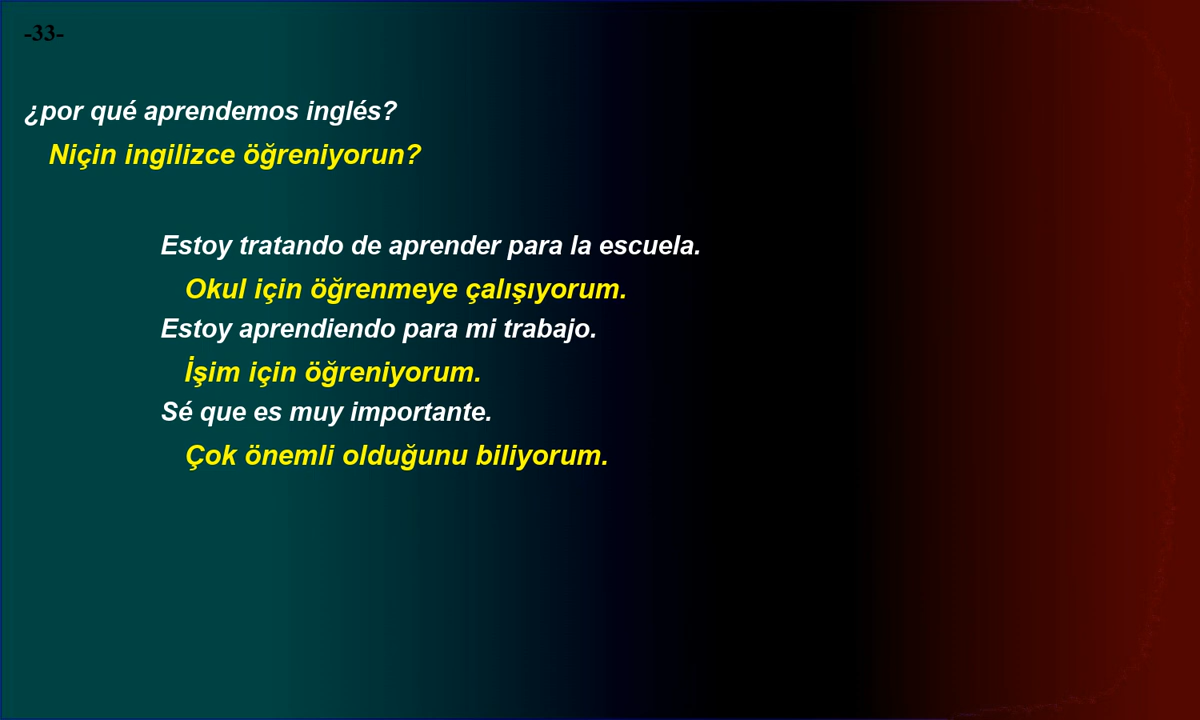 -33-
¿por qué aprendemos inglés?
Niçin ingilizce öğreniyorun?
Estoy tratando de aprender para la escuela.
Okul için öğrenmeye çalışıyorum.
Estoy aprendiendo para mi trabajo.
İşim için öğreniyorum.
Sé que es muy importante.
Çok önemli olduğunu biliyorum.